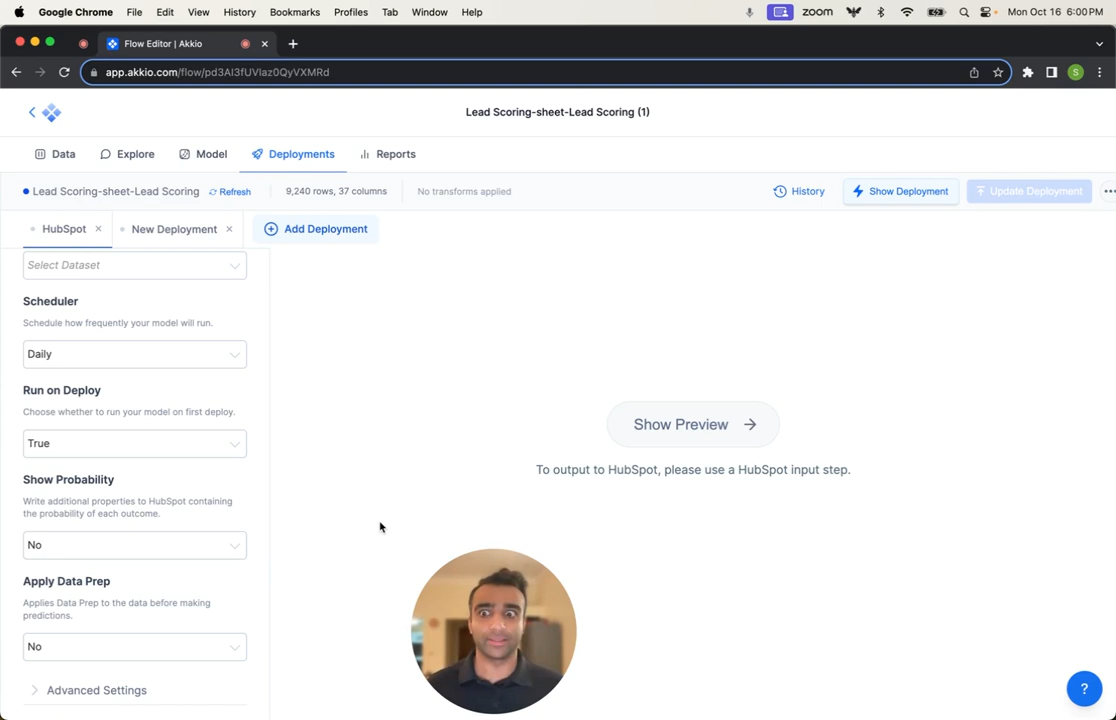 Google Chrome File Edit View History Bookmarks Profiles Tab Window Help zoom Mon Oct 16 6:00 PM
Flow Editor | Akkio
app.akkio.com/flow/pd3AI3fUVlaz0QyVXMRd S
Lead Scoring-sheet-Lead Scoring (1)
Data Explore Model Deployments Reports
Lead Scoring-sheet-Lead Scoring Refresh 9,240 rows, 37 columns No transforms applied History Show Deployment Update Deployment
HubSpot New Deployment Add Deployment
Select Dataset
Scheduler
Schedule how frequently your model will run.
Daily
Run on Deploy
Choose whether to run your model on first deploy.
True
Show Preview
To output to HubSpot, please use a HubSpot input step.
Show Probability
Write additional properties to HubSpot containing
the probability of each outcome.
No
Apply Data Prep
Applies Data Prep to the data before making
predictions.
No
Advanced Settings
?